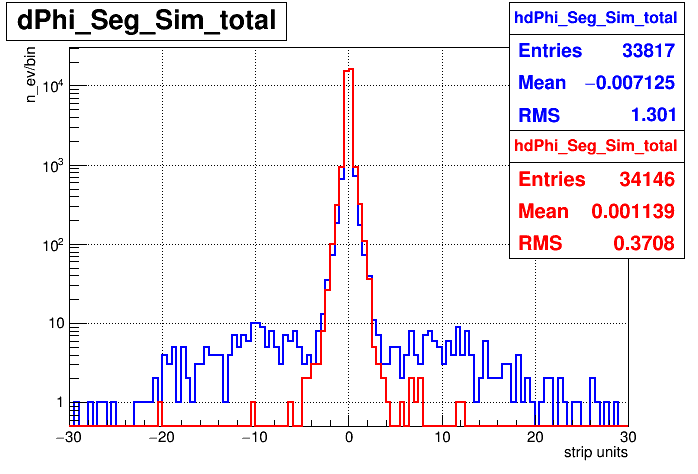 dPhi_Seg_Sim_total
hdPhi_Seg_Sim_total
Entries 33817
Mean −0.007125
RMS 1.301
hdPhi_Seg_Sim_total
Entries 34146
Mean 0.001139
RMS 0.3708
n_ev/bin
10⁴
10³
10²
10
1
−30 −20 −10 0 10 20 30
strip units